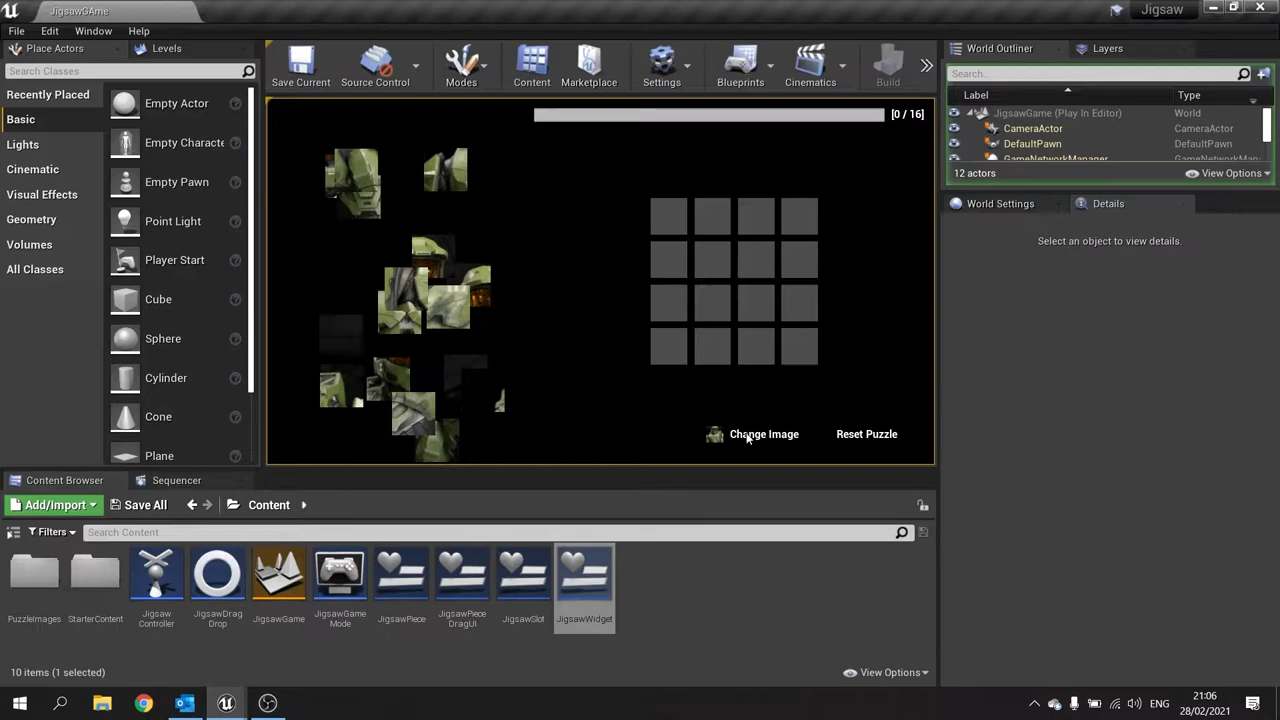 JigsawGAme
Jigsaw
File Edit Window Help
Place Actors Levels
Search Classes
Recently Placed
Basic
Lights
Cinematic
Visual Effects
Geometry
Volumes
All Classes
Empty Actor
Empty Characte
Empty Pawn
Point Light
Player Start
Cube
Sphere
Cylinder
Cone
Plane
Save Current Source Control Modes Content Marketplace Settings Blueprints Cinematics Build
[0 / 16]
Change Image Reset Puzzle
World Outliner Layers
Search...
Label Type
JigsawGame (Play In Editor) World
CameraActor CameraActor
DefaultPawn DefaultPawn
GameNetworkManager GameNetworkMan
12 actors View Options
World Settings Details
Select an object to view details.
Content Browser Sequencer
Add/Import Save All Content
Filters Search Content
PuzzleImages
StarterContent
Jigsaw
Controller
JigsawDrag
Drop
JigsawGame
JigsawGame
Mode
JigsawPiece
JigsawPiece
DragUI
JigsawSlot
JigsawWidget
10 items (1 selected) View Options
ENG
21:06
28/02/2021